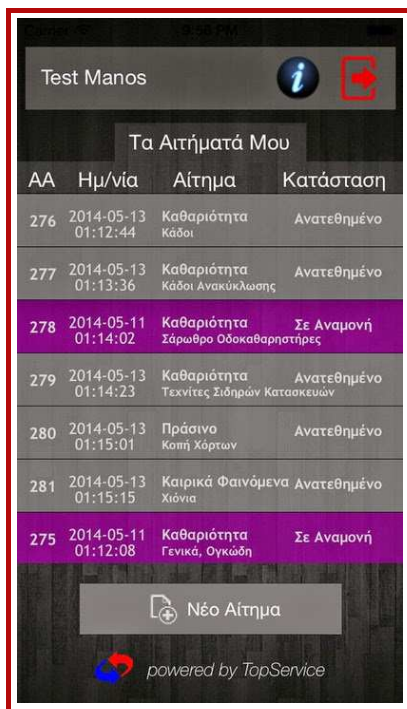 Carrier 9:56 PM
Test Manos
Τα Αιτήματά Μου
ΑΑ Ημ/νία Αίτημα Κατάσταση
276 2014-05-13 Καθαριότητα Ανατεθημένο
01:12:44 Κάδοι
277 2014-05-13 Καθαριότητα Ανατεθημένο
01:13:36 Κάδοι Ανακύκλωσης
278 2014-05-11 Καθαριότητα Σε Αναμονή
01:14:02 Σάρωθρο Οδοκαθαρηστήρες
279 2014-05-13 Καθαριότητα Ανατεθημένο
01:14:23 Τεχνίτες Σιδηρών Κατασκευών
280 2014-05-13 Πράσινο Ανατεθημένο
01:15:01 Κοπή Χόρτων
281 2014-05-13 Καιρικά Φαινόμενα Ανατεθημένο
01:15:15 Χιόνια
275 2014-05-11 Καθαριότητα Σε Αναμονή
01:12:08 Γενικά, Ογκώδη
Νέο Αίτημα
powered by TopService